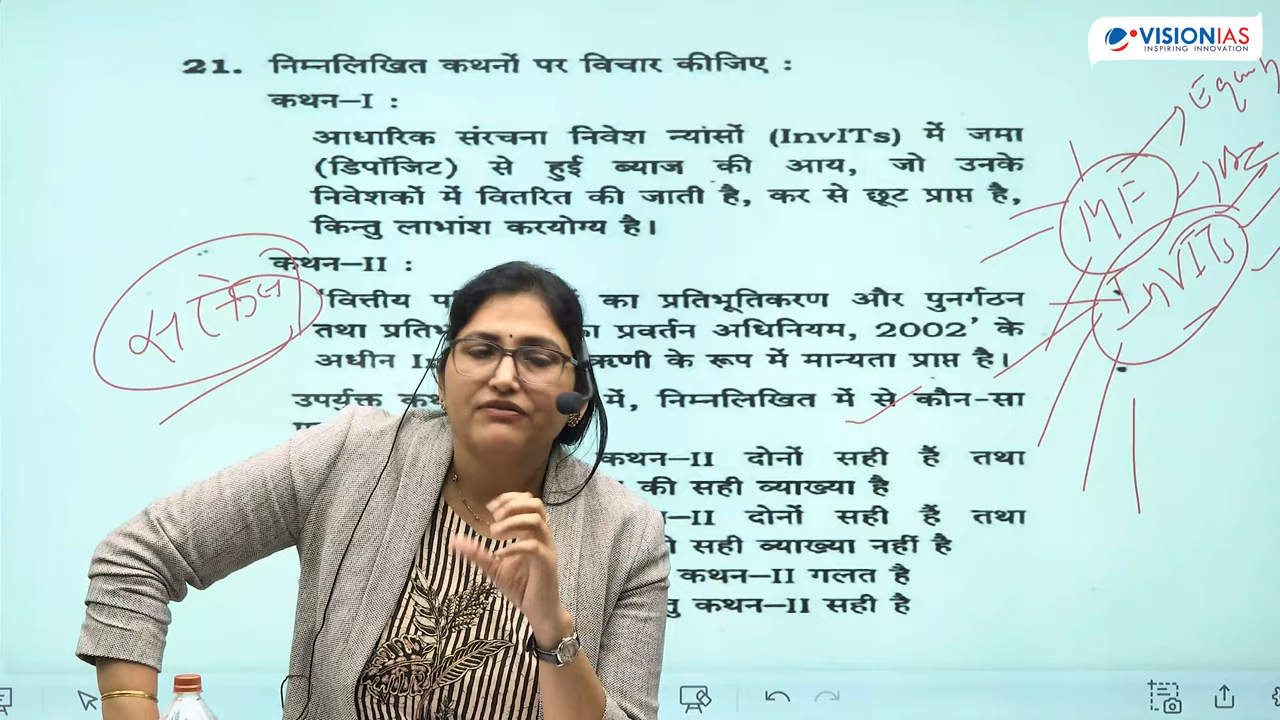 VISIONIAS
INSPIRING INNOVATION
21. निम्नलिखित कथनों पर विचार कीजिए :
कथन–I :
आधारिक संरचना निवेश न्यासों (InvITs) में जमा
(डिपॉजिट) से हुई ब्याज की आय, जो उनके
निवेशकों में वितरित की जाती है, कर से छूट प्राप्त है,
किन्तु लाभांश करयोग्य है।
कथन–II :
'वित्तीय का प्रतिभूतिकरण और पुनर्गठन
तथा प्रवर्तन अधिनियम, 2002' के
अधीन ऋणी के रूप में मान्यता प्राप्त है।
उपर्युक्त में, निम्नलिखित में से कौन-सा
कथन–II दोनों सही हैं तथा
की सही व्याख्या है
–II दोनों सही हैं तथा
सही व्याख्या नहीं है
कथन–II गलत है
कथन–II सही है
MF
InVITs